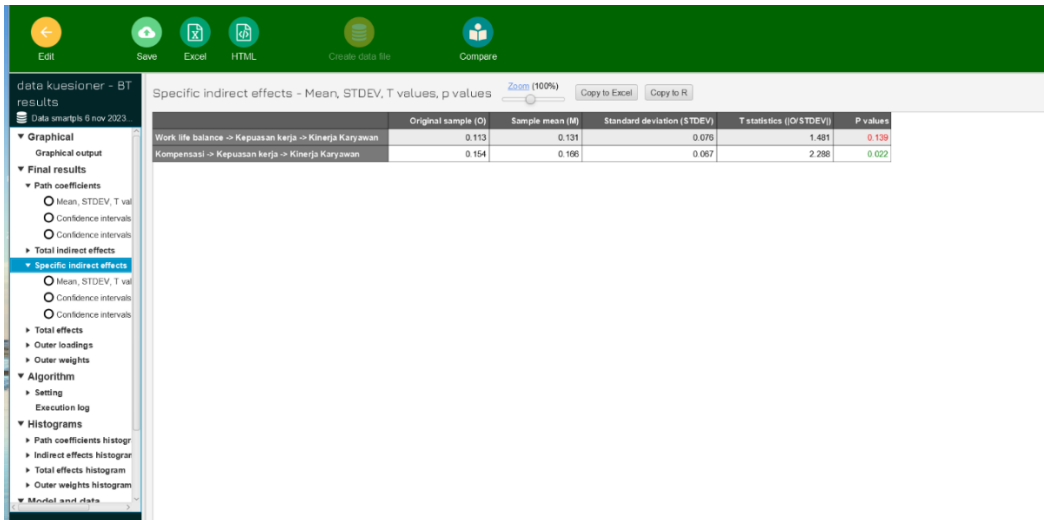 Edit Save Excel HTML Create data file Compare
data kuesioner - BT
results
Data smartpls 6 nov 2023...
Graphical
Graphical output
Final results
Path coefficients
Mean, STDEV, T val
Confidence intervals
Confidence intervals
Total indirect effects
Specific indirect effects
Mean, STDEV, T val
Confidence intervals
Confidence intervals
Total effects
Outer loadings
Outer weights
Algorithm
Setting
Execution log
Histograms
Path coefficients histogr
Indirect effects histogram
Total effects histogram
Outer weights histogram
Model and data
Specific indirect effects - Mean, STDEV, T values, p values Zoom (100%) Copy to Excel Copy to R
Original sample (O) Sample mean (M) Standard deviation (STDEV) T statistics (|O/STDEV|) P values
Work life balance -> Kepuasan kerja -> Kinerja Karyawan 0.113 0.131 0.076 1.481 0.139
Kompensasi -> Kepuasan kerja -> Kinerja Karyawan 0.154 0.166 0.067 2.288 0.022